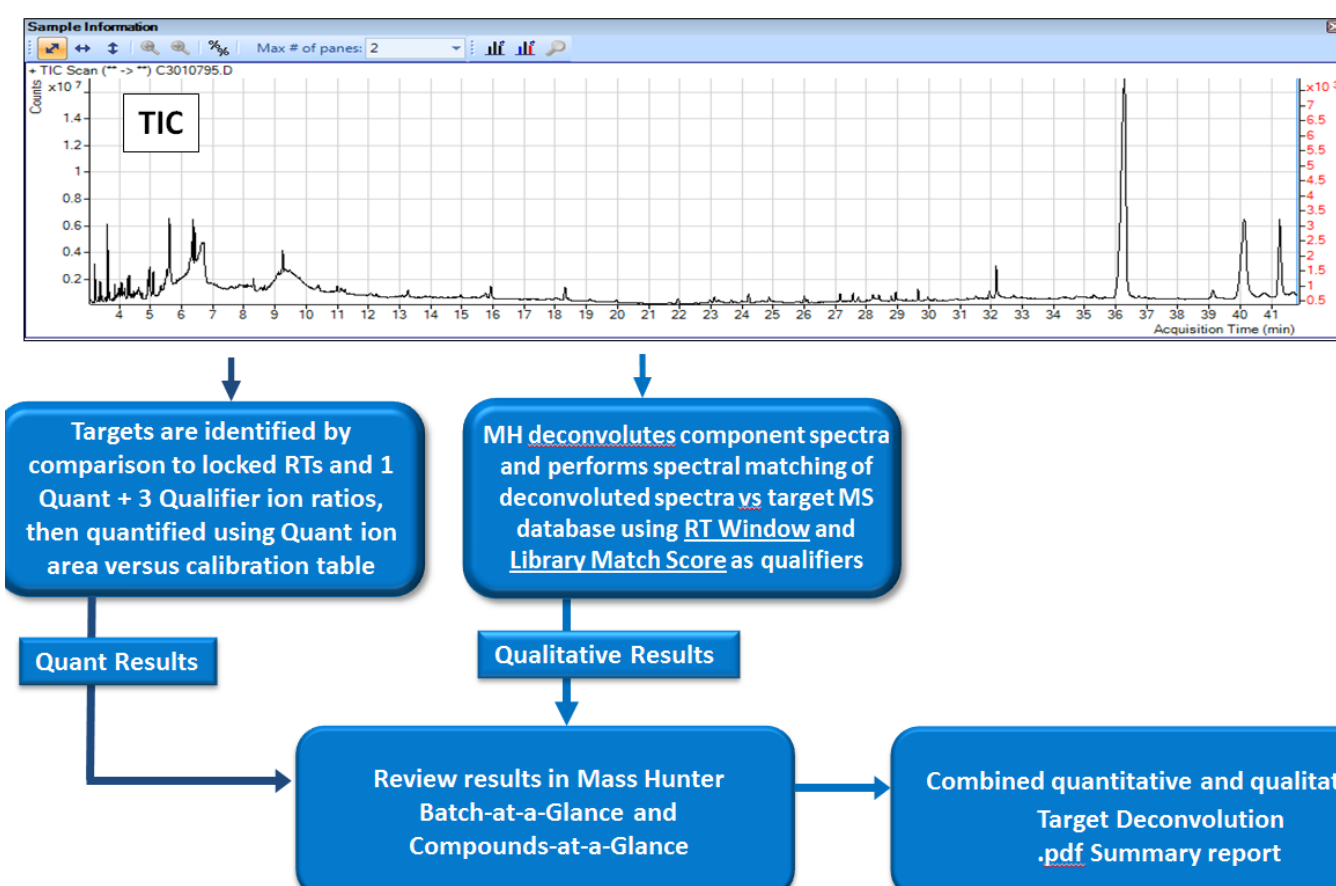 Sample Information
Max # of panes: 2
+ TIC Scan (** -> **) C3010795.D
Counts
x10 7
1.4
1.2
1
0.8
0.6
0.4
0.2
TIC
x10 3
7
6.5
6
5.5
5
4.5
4
3.5
3
2.5
2
1.5
1
0.5
4 5 6 7 8 9 10 11 12 13 14 15 16 17 18 19 20 21 22 23 24 25 26 27 28 29 30 31 32 33 34 35 36 37 38 39 40 41
Acquisition Time (min)
Targets are identified by
comparison to locked RTs and 1
Quant + 3 Qualifier ion ratios,
then quantified using Quant ion
area versus calibration table
MH deconvolutes component spectra
and performs spectral matching of
deconvoluted spectra vs target MS
database using RT Window and
Library Match Score as qualifiers
Quant Results
Qualitative Results
Review results in Mass Hunter
Batch-at-a-Glance and
Compounds-at-a-Glance
Combined quantitative and qualitat
Target Deconvolution
.pdf Summary report